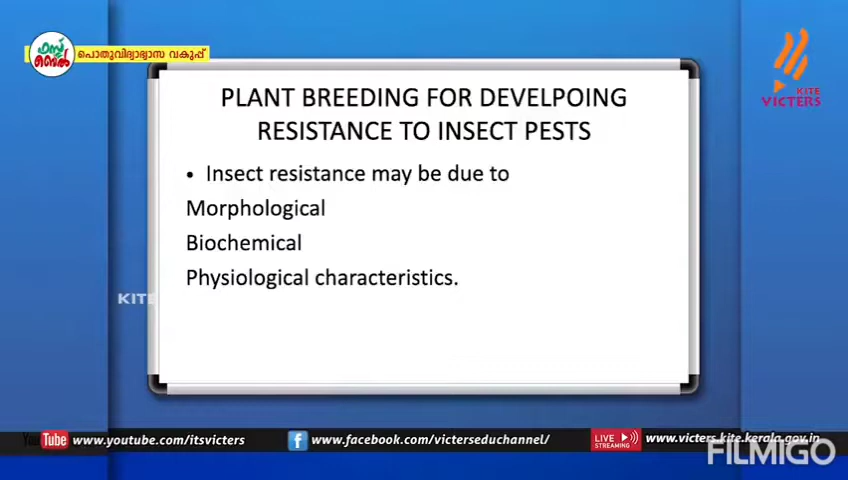 ഫസ്റ്റ്
ബെൽ
പൊതുവിദ്യാഭ്യാസ വകുപ്പ്
KITE
VICTERS
PLANT BREEDING FOR DEVELPOING
RESISTANCE TO INSECT PESTS
• Insect resistance may be due to
Morphological
Biochemical
Physiological characteristics.
KITE
YouTube www.youtube.com/itsvicters
f www.facebook.com/victerseduchannel/
LIVE STREAMING www.victers.kite.kerala.gov.in
FILMIGO